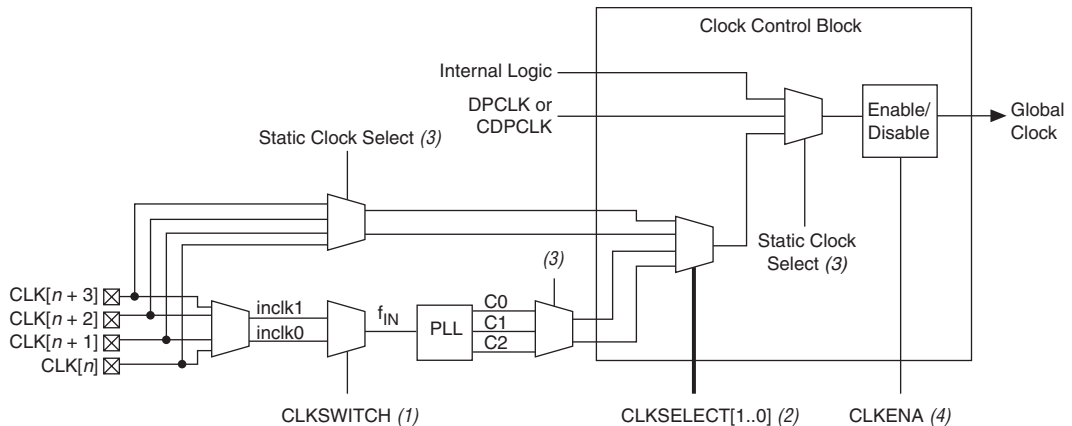 Clock Control Block
Internal Logic
DPCLK or
CDPCLK
Enable/
Disable
Global
Clock
Static Clock Select (3)
Static Clock
Select (3)
(3)
CLK[n + 3]
CLK[n + 2]
CLK[n + 1]
CLK[n]
inclk1
inclk0
fIN
PLL
C0
C1
C2
CLKSWITCH (1)
CLKSELECT[1..0] (2)
CLKENA (4)